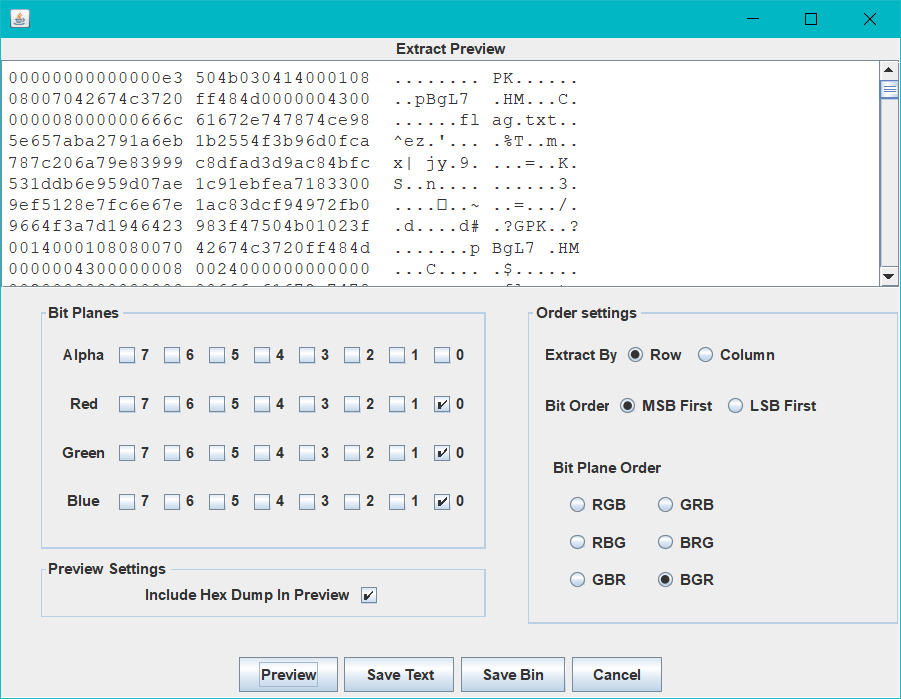 Extract Preview
00000000000000e3 504b030414000108 ........ PK......
08007042674c3720 ff484d0000004300 ..pBgL7 .HM...C.
000008000000666c 61672e747874ce98 ......fl ag.txt..
5e657aba2791a6eb 1b2554f3b96d0fca ^ez.'... .%T..m..
787c206a79e83999 c8dfad3d9ac84bfc x| jy.9. ...=..K.
531ddb6e959d07ae 1c91ebfea7183300 S..n.... ......3.
9ef5128e7fc6e67e 1ac83dcf94972fb0 ....□..~ ..=.../.
9664f3a7d1946423 983f47504b01023f .d....d# .?GPK..?
0014000108080070 42674c3720ff484d .......p BgL7 .HM
0000004300000008 0024000000000000 ...C.... .$......
Bit Planes
Alpha 7 6 5 4 3 2 1 0
Red 7 6 5 4 3 2 1 0
Green 7 6 5 4 3 2 1 0
Blue 7 6 5 4 3 2 1 0
Preview Settings
Include Hex Dump In Preview
Order settings
Extract By Row Column
Bit Order MSB First LSB First
Bit Plane Order
RGB GRB
RBG BRG
GBR BGR
Preview Save Text Save Bin Cancel